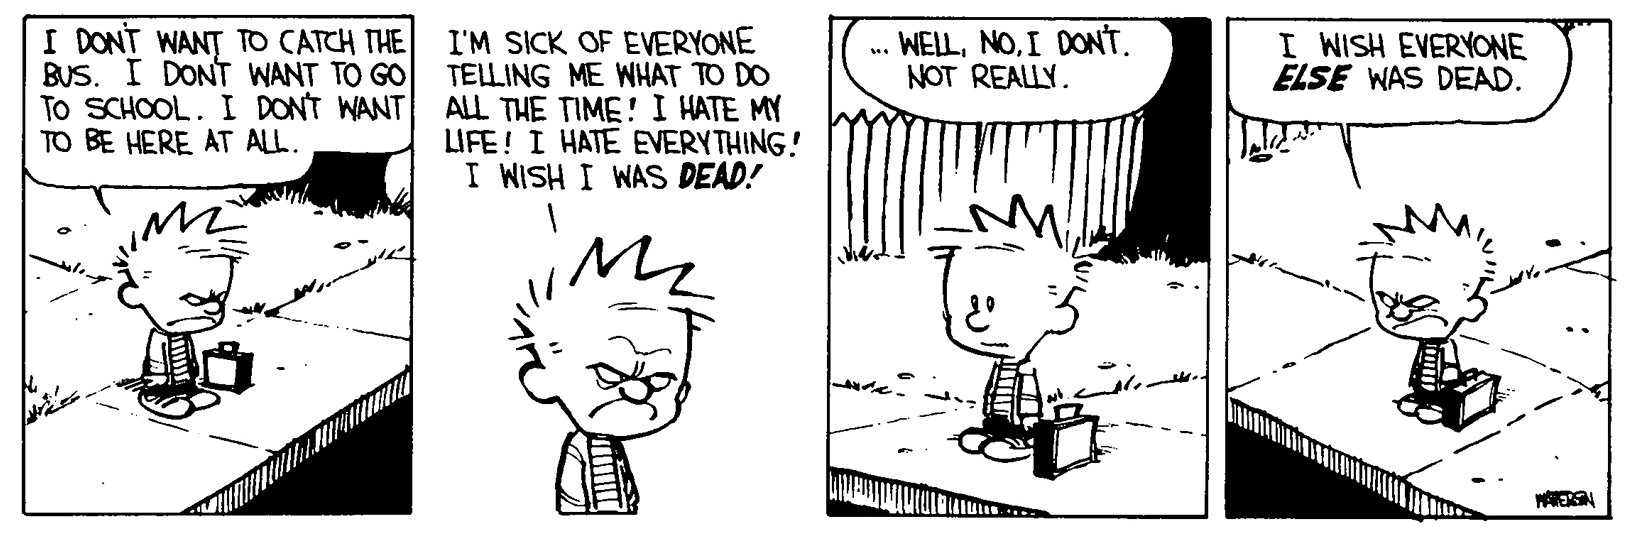 I DON'T WANT TO CATCH THE
BUS. I DON'T WANT TO GO
TO SCHOOL. I DON'T WANT
TO BE HERE AT ALL.
I'M SICK OF EVERYONE
TELLING ME WHAT TO DO
ALL THE TIME! I HATE MY
LIFE! I HATE EVERYTHING!
I WISH I WAS DEAD!
... WELL, NO, I DON'T.
NOT REALLY.
I WISH EVERYONE
ELSE WAS DEAD.
WATTERSON